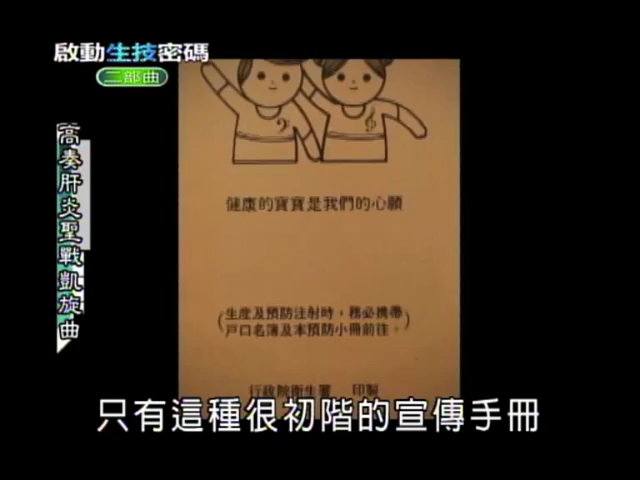 啟動生技密碼
二部曲
高奏肝炎聖戰凱旋曲
健康的寶寶是我們的心願
(生産及預防注射時，務必携帶
戸口名簿及本預防小冊前往。)
行政院衛生署 印製
只有這種很初階的宣傳手冊